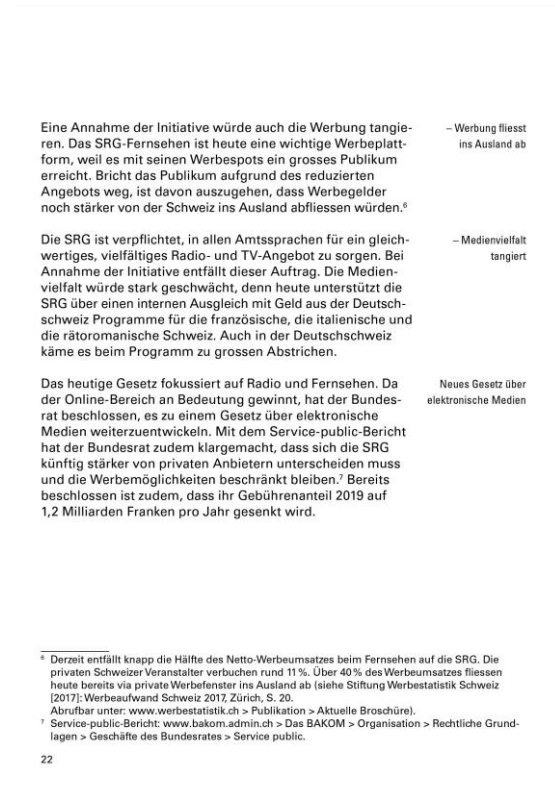 Eine Annahme der Initiative würde auch die Werbung tangie-
ren. Das SRG-Fernsehen ist heute eine wichtige Werbeplatt-
form, weil es mit seinen Werbespots ein grosses Publikum
erreicht. Bricht das Publikum aufgrund des reduzierten
Angebots weg, ist davon auszugehen, dass Werbegelder
noch stärker von der Schweiz ins Ausland abfliessen würden.⁶
– Werbung fliesst
ins Ausland ab
Die SRG ist verpflichtet, in allen Amtssprachen für ein gleich-
wertiges, vielfältiges Radio- und TV-Angebot zu sorgen. Bei
Annahme der Initiative entfällt dieser Auftrag. Die Medien-
vielfalt würde stark geschwächt, denn heute unterstützt die
SRG über einen internen Ausgleich mit Geld aus der Deutsch-
schweiz Programme für die französische, die italienische und
die rätoromanische Schweiz. Auch in der Deutschschweiz
käme es beim Programm zu grossen Abstrichen.
– Medienvielfalt
tangiert
Das heutige Gesetz fokussiert auf Radio und Fernsehen. Da
der Online-Bereich an Bedeutung gewinnt, hat der Bundes-
rat beschlossen, es zu einem Gesetz über elektronische
Medien weiterzuentwickeln. Mit dem Service-public-Bericht
hat der Bundesrat zudem klargemacht, dass sich die SRG
künftig stärker von privaten Anbietern unterscheiden muss
und die Werbemöglichkeiten beschränkt bleiben.⁷ Bereits
beschlossen ist zudem, dass ihr Gebührenanteil 2019 auf
1,2 Milliarden Franken pro Jahr gesenkt wird.
Neues Gesetz über
elektronische Medien
⁶ Derzeit entfällt knapp die Hälfte des Netto-Werbeumsatzes beim Fernsehen auf die SRG. Die
privaten Schweizer Veranstalter verbuchen rund 11 %. Über 40 % des Werbeumsatzes fliessen
heute bereits via private Werbefenster ins Ausland ab (siehe Stiftung Werbestatistik Schweiz
[2017]: Werbeaufwand Schweiz 2017, Zürich, S. 20.
Abrufbar unter: www.werbestatistik.ch > Publikation > Aktuelle Broschüre).
⁷ Service-public-Bericht: www.bakom.admin.ch > Das BAKOM > Organisation > Rechtliche Grund-
lagen > Geschäfte des Bundesrates > Service public.
22